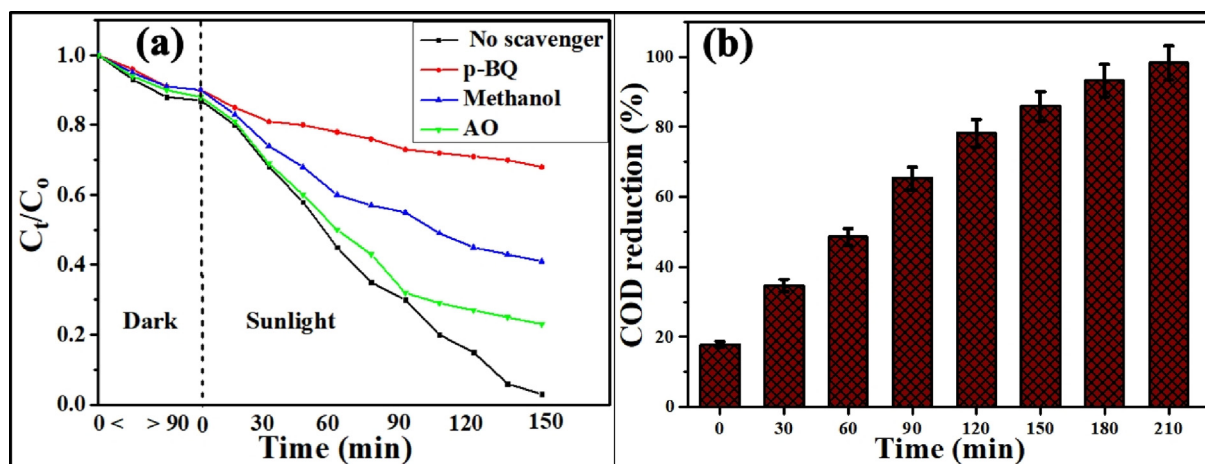 (a)
No scavenger
p-BQ
Methanol
AO
1.0
0.8
0.6
0.4
0.2
0.0
Ct/Co
Dark
Sunlight
0 < > 90 0 30 60 90 120 150
Time (min)
(b)
100
80
60
40
20
0
COD reduction (%)
0 30 60 90 120 150 180 210
Time (min)